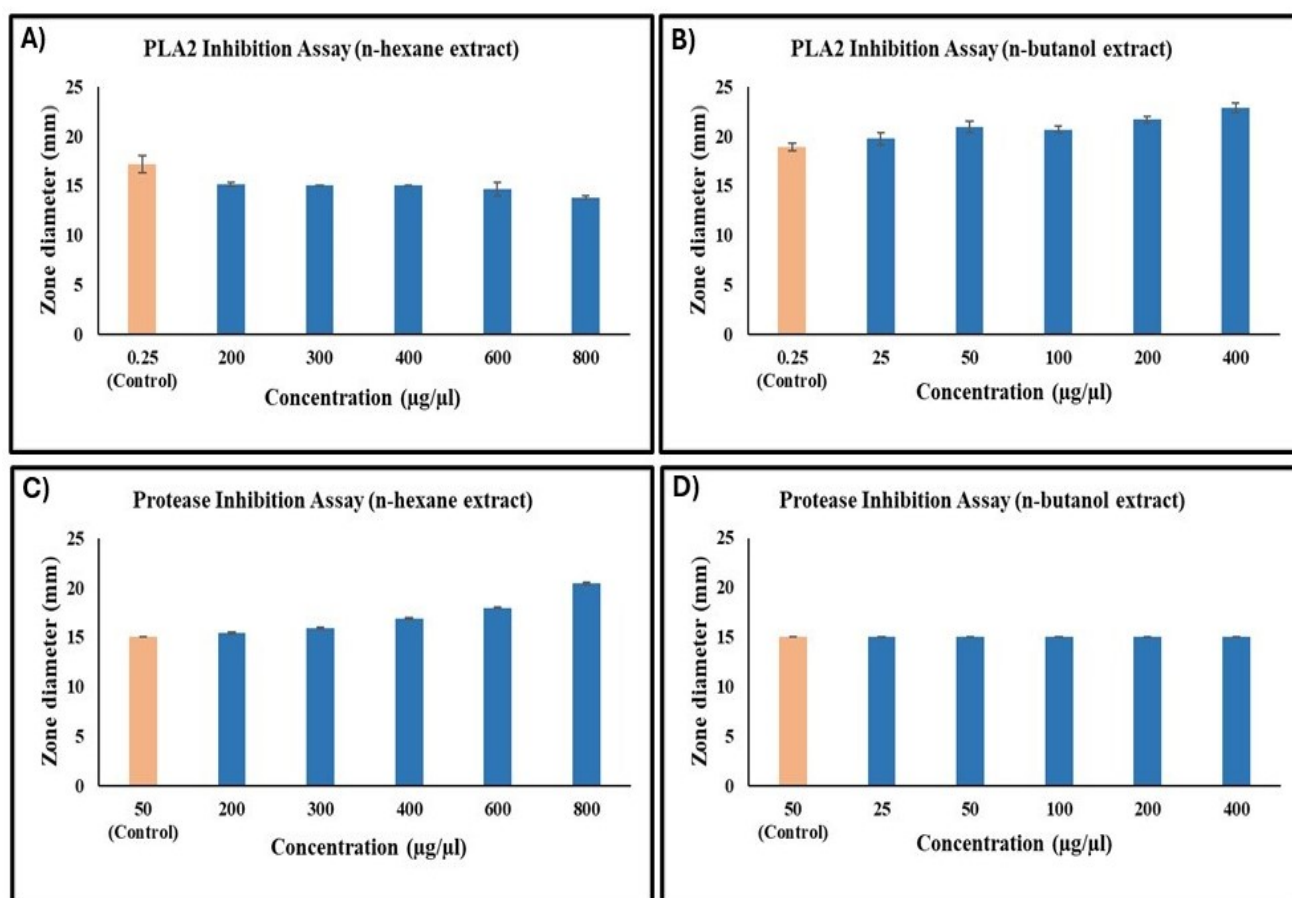 A)
PLA2 Inhibition Assay (n-hexane extract)
Zone diameter (mm)
25
20
15
10
5
0
0.25 200 300 400 600 800
(Control)
Concentration (µg/µl)
B)
PLA2 Inhibition Assay (n-butanol extract)
Zone diameter (mm)
25
20
15
10
5
0
0.25 25 50 100 200 400
(Control)
Concentration (µg/µl)
C)
Protease Inhibition Assay (n-hexane extract)
Zone diameter (mm)
25
20
15
10
5
0
50 200 300 400 600 800
(Control)
Concentration (µg/µl)
D)
Protease Inhibition Assay (n-butanol extract)
Zone diameter (mm)
25
20
15
10
5
0
50 25 50 100 200 400
(Control)
Concentration (µg/µl)